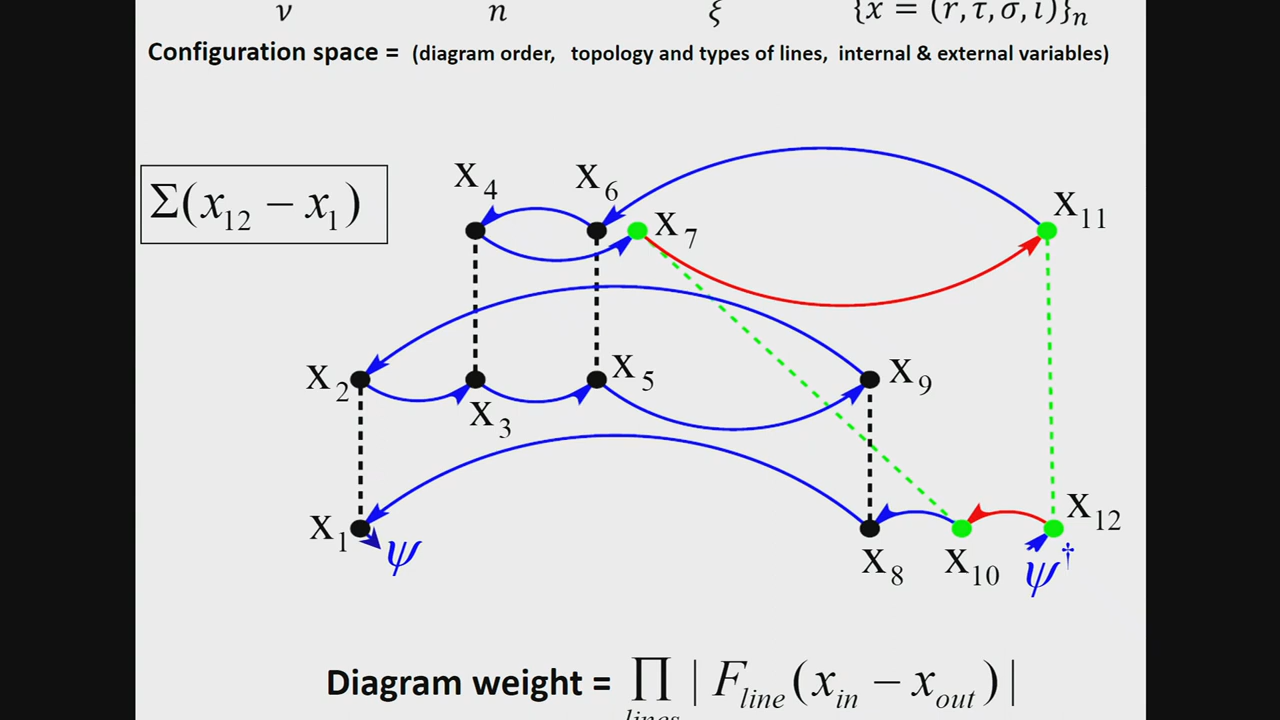 ν n ξ {x = (r, τ, σ, ι)}n
Configuration space = (diagram order, topology and types of lines, internal & external variables)
Σ(x12 − x1)
x4 x6 x7 x11
x2 x3 x5 x9
x1 ψ x8 x10 x12 ψ†
Diagram weight = ∏ | Fline (xin − xout) |
lines